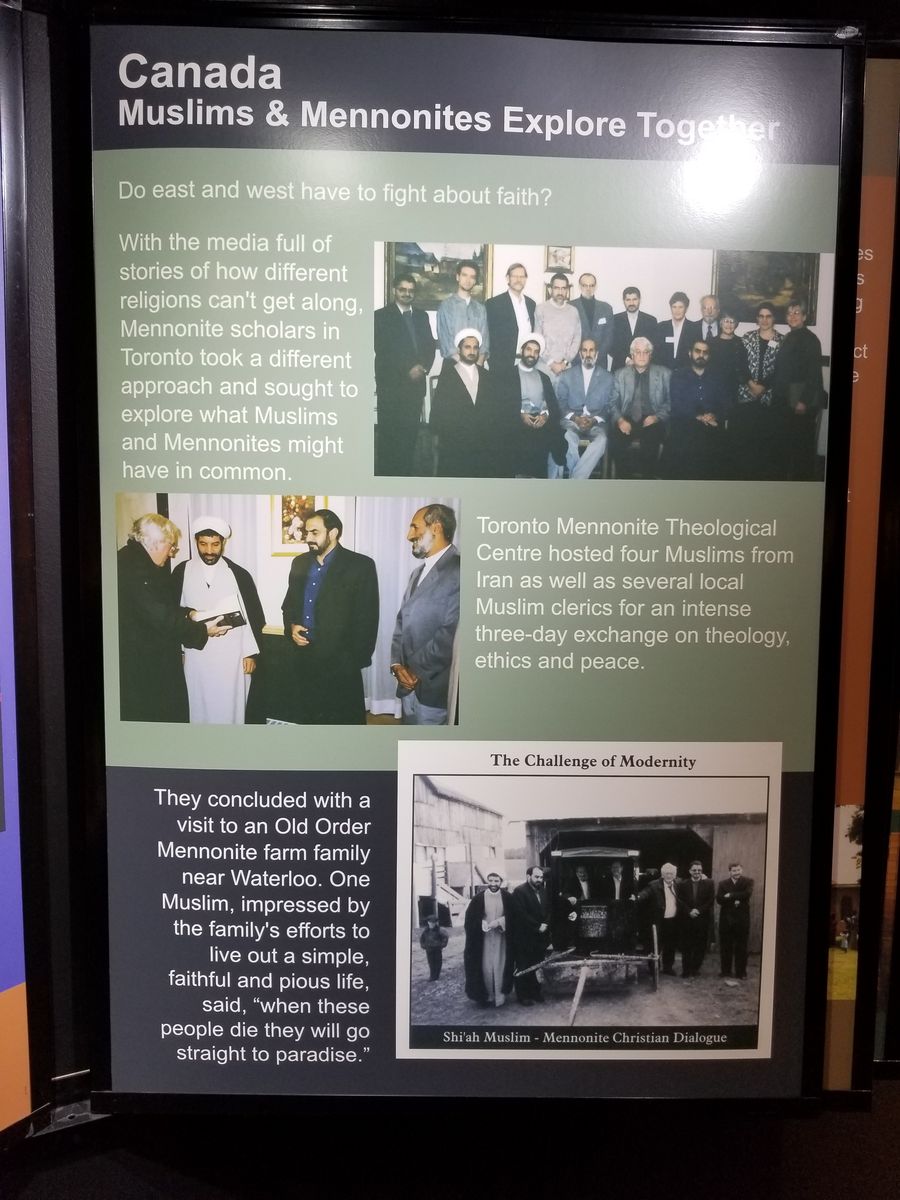 Canada
Muslims & Mennonites Explore Together
Do east and west have to fight about faith?
With the media full of
stories of how different
religions can't get along,
Mennonite scholars in
Toronto took a different
approach and sought to
explore what Muslims
and Mennonites might
have in common.
Toronto Mennonite Theological
Centre hosted four Muslims from
Iran as well as several local
Muslim clerics for an intense
three-day exchange on theology,
ethics and peace.
They concluded with a
visit to an Old Order
Mennonite farm family
near Waterloo. One
Muslim, impressed by
the family's efforts to
live out a simple,
faithful and pious life,
said, “when these
people die they will go
straight to paradise.”
The Challenge of Modernity
Shi'ah Muslim - Mennonite Christian Dialogue